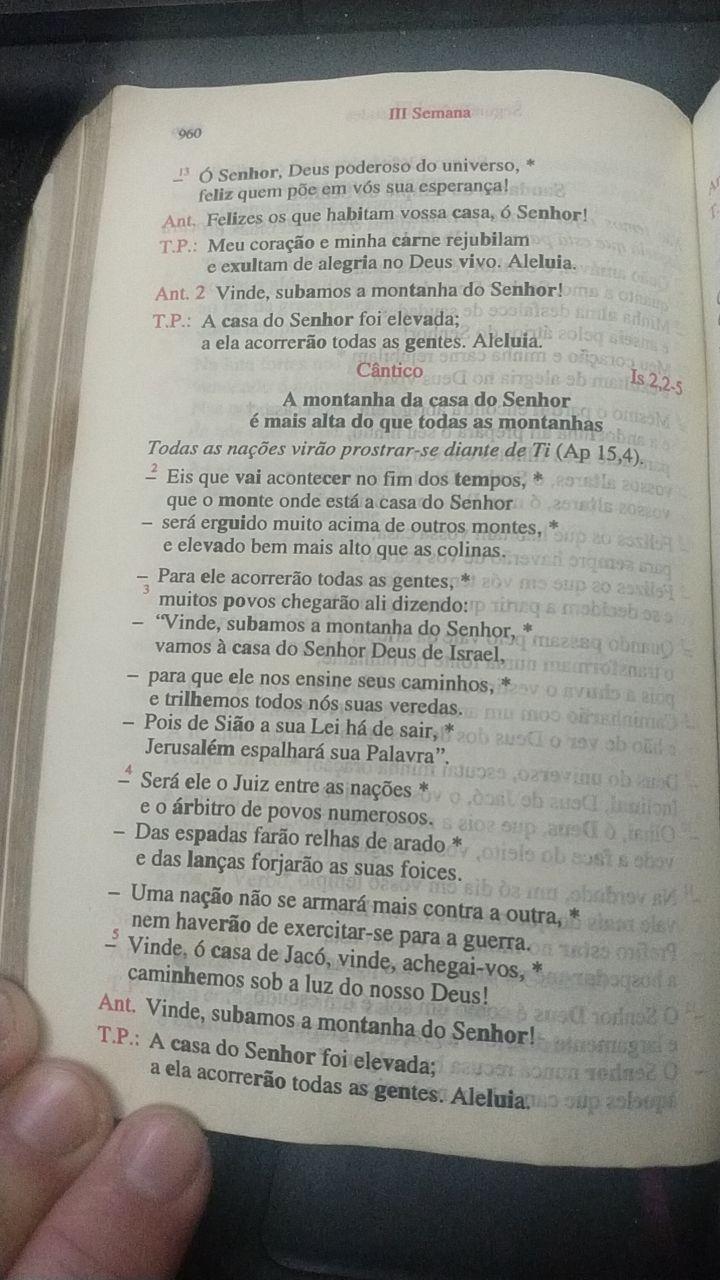 III Semana
960
–13 Ó Senhor, Deus poderoso do universo, *
feliz quem põe em vós sua esperança!
Ant. Felizes os que habitam vossa casa, ó Senhor!
T.P.: Meu coração e minha carne rejubilam
e exultam de alegria no Deus vivo. Aleluia.
Ant. 2 Vinde, subamos a montanha do Senhor!
T.P.: A casa do Senhor foi elevada;
a ela acorrerão todas as gentes. Aleluia.
Cântico Is 2,2-5
A montanha da casa do Senhor
é mais alta do que todas as montanhas
Todas as nações virão prostrar-se diante de Ti (Ap 15,4).
–2 Eis que vai acontecer no fim dos tempos, *
que o monte onde está a casa do Senhor
– será erguido muito acima de outros montes, *
e elevado bem mais alto que as colinas.
–3 Para ele acorrerão todas as gentes, *
muitos povos chegarão ali dizendo:
– “Vinde, subamos a montanha do Senhor, *
vamos à casa do Senhor Deus de Israel,
– para que ele nos ensine seus caminhos, *
e trilhemos todos nós suas veredas.
– Pois de Sião a sua Lei há de sair, *
Jerusalém espalhará sua Palavra”.
–4 Será ele o Juiz entre as nações *
e o árbitro de povos numerosos.
– Das espadas farão relhas de arado *
e das lanças forjarão as suas foices.
– Uma nação não se armará mais contra a outra, *
nem haverão de exercitar-se para a guerra.
–5 Vinde, ó casa de Jacó, vinde, achegai-vos, *
caminhemos sob a luz do nosso Deus!
Ant. Vinde, subamos a montanha do Senhor!
T.P.: A casa do Senhor foi elevada;
a ela acorrerão todas as gentes. Aleluia.